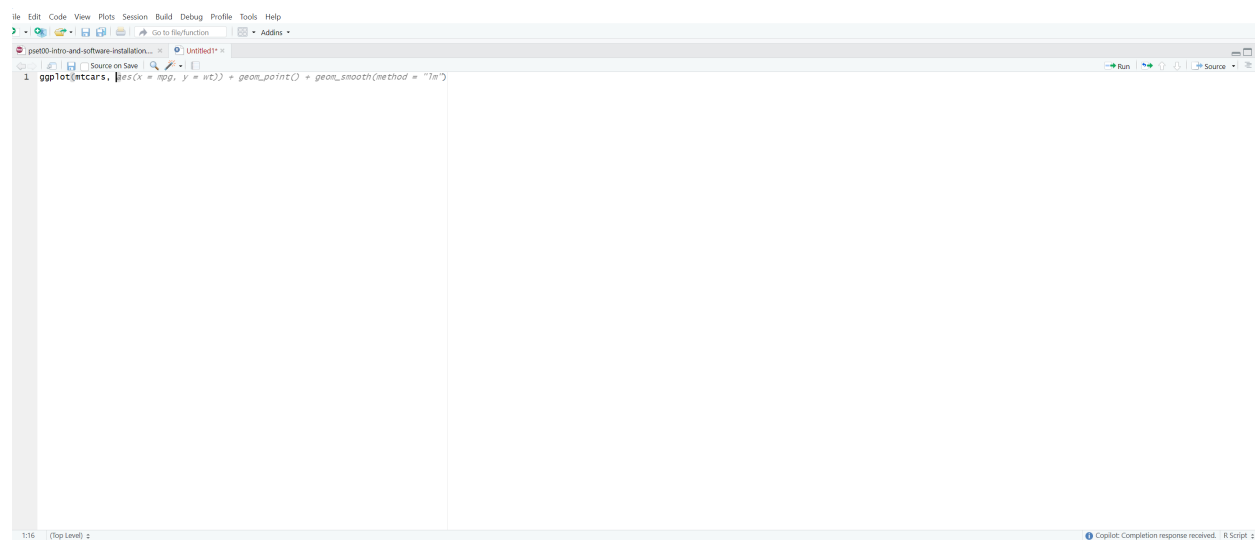 ile Edit Code View Plots Session Build Debug Profile Tools Help
Go to file/function Addins
pset00-intro-and-software-installation.... Untitled1*
Source on Save Run Source
1 ggplot(mtcars, aes(x = mpg, y = wt)) + geom_point() + geom_smooth(method = "lm")
1:16 (Top Level) Copilot: Completion response received. R Script